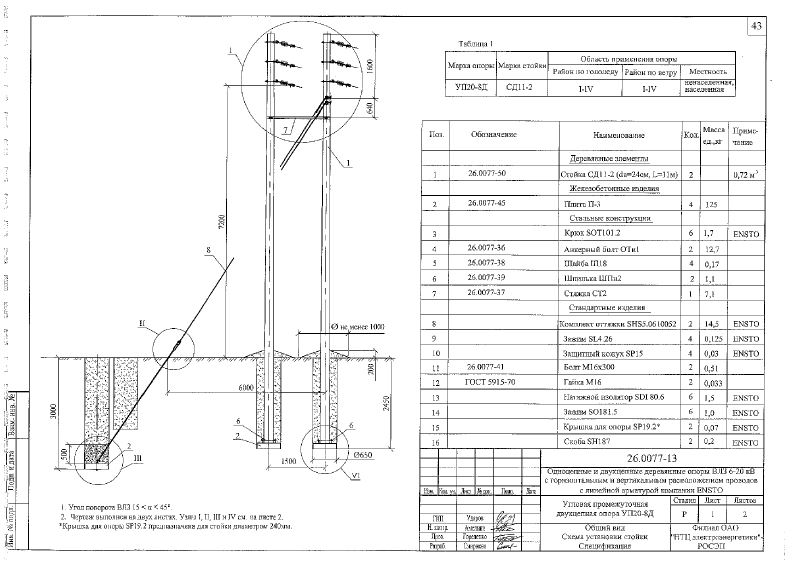 43
Таблица 1
Марка опоры Марка стойки Область применения опоры
Район по гололеду Район по ветру Местность
УП20-8Д СД11-2 I-IV I-IV ненаселенная, населенная
Поз. Обозначение Наименование Кол. Масса ед.,кг Приме-чание
Деревянные элементы
1 26.0077-50 Стойка СД11-2 (dв=24см, L=11м) 2 0,72 м³
Железобетонные изделия
2 26.0077-45 Плита П-3 4 125
Стальные конструкции
3 Крюк SOT101.2 6 1,7 ENSTO
4 26.0077-36 Анкерный болт ОТв1 2 12,7
5 26.0077-38 Шайба Ш18 4 0,17
6 26.0077-39 Шпилька ШПн2 2 1,1
7 26.0077-37 Стяжка СТ2 1 7,1
Стандартные изделия
8 Комплект оттяжки SHS5.0610052 2 14,5 ENSTO
9 Зажим SL4.26 4 0,125 ENSTO
10 Защитный кожух SP15 4 0,03 ENSTO
11 26.0077-41 Болт М16х300 2 0,51
12 ГОСТ 5915-70 Гайка М16 2 0,033
13 Натяжной изолятор SDI 80.6 6 1,5 ENSTO
14 Зажим SO181.5 6 1,0 ENSTO
15 Крышка для опоры SP19.2* 2 0,07 ENSTO
16 Скоба SH187 2 0,2 ENSTO
26.0077-13
Одноцепные и двухцепные деревянные опоры ВЛЗ 6-20 кВ
с горизонтальным и вертикальным расположением проводов
с линейной арматурой компании ENSTO
Изм. Кол. уч. Лист № док. Подп. Дата
Угловая промежуточная
двухцепная опора УП20-8Д
Стадия Лист Листов
Р 1 2
ГИП Ударов
Н. контр. Амелина
Пров.
Разраб. Смирнова
Общий вид
Схема установки стойки
Спецификация
Филиал ОАО
"НТЦ электроэнергетики"-
РОСЭП
1
1600
640
7
1
7200
8
II
Ø не менее 1000
200
6000
3000
2450
500
2
III
6
2
6
Ø650
1500
VI
1. Угол поворота ВЛЗ 15 < α < 45°.
2. Чертеж выполнен на двух листах. Узлы I, II, III и IV см. на листе 2.
*Крышка для опоры SP19.2 предназначена для стойки диаметром 240мм.
Взам. инв. №
Подп. и дата
Инв. № подл.